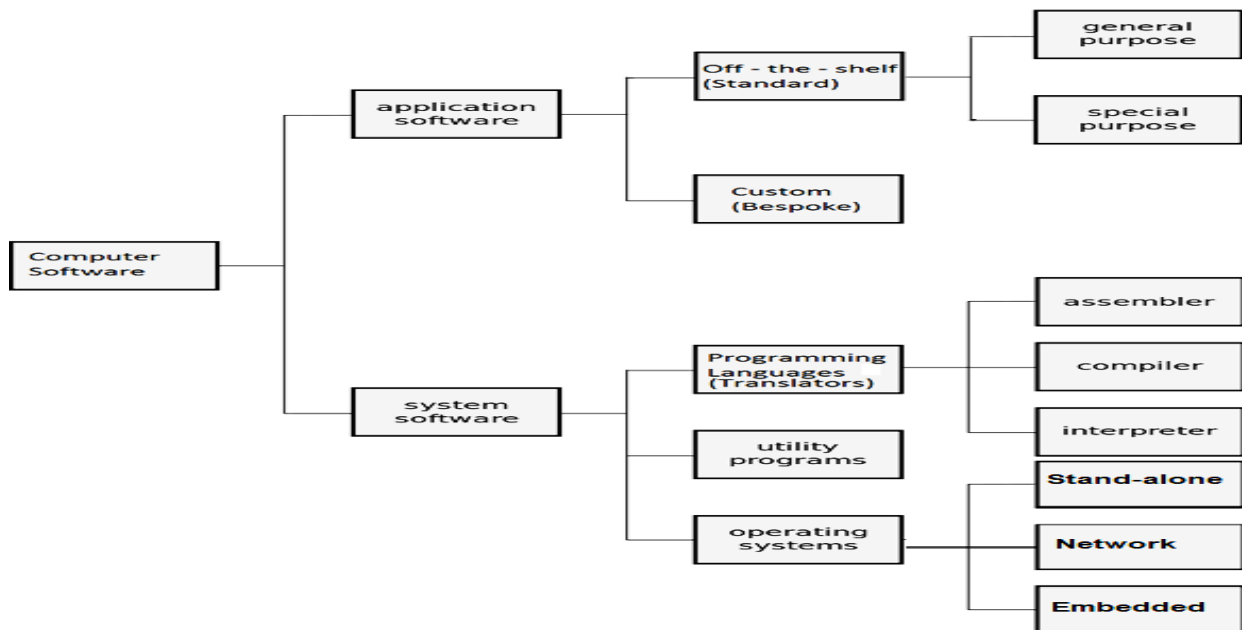 general
purpose
Off - the - shelf
(Standard)
application
software
special
purpose
Custom
(Bespoke)
Computer
Software
assembler
Programming
Languages
(Translators)
compiler
system
software
interpreter
utility
programs
Stand-alone
operating
systems
Network
Embedded